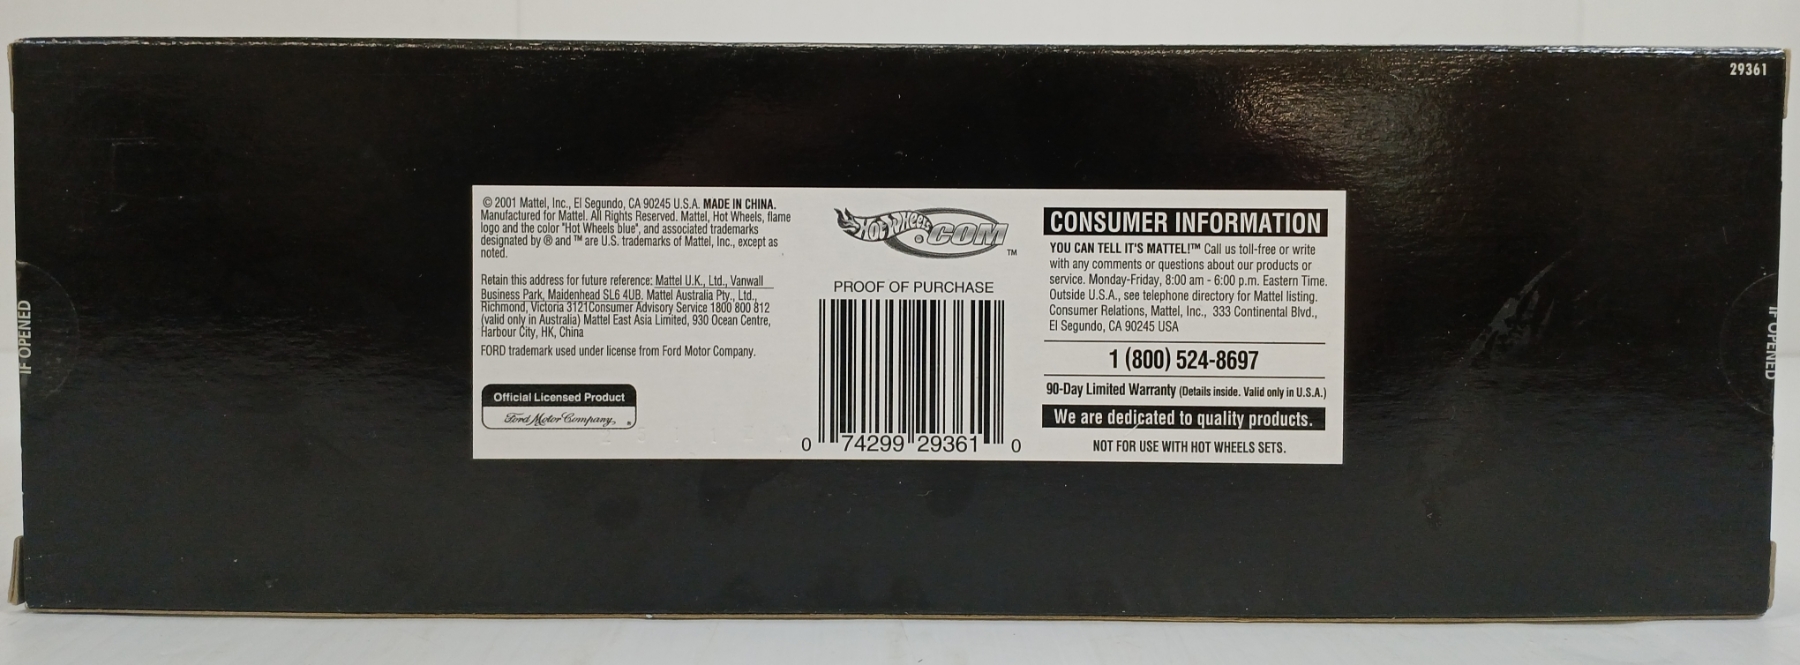 29361
IF OPENED
© 2001 Mattel, Inc., El Segundo, CA 90245 U.S.A. MADE IN CHINA.
Manufactured for Mattel. All Rights Reserved. Mattel, Hot Wheels, flame
logo and the color "Hot Wheels blue", and associated trademarks
designated by ® and ™ are U.S. trademarks of Mattel, Inc., except as
noted.
Retain this address for future reference: Mattel U.K., Ltd., Vanwall
Business Park, Maidenhead SL6 4UB. Mattel Australia Pty., Ltd.,
Richmond, Victoria 3121Consumer Advisory Service 1800 800 812
(valid only in Australia) Mattel East Asia Limited, 930 Ocean Centre,
Harbour City, HK, China
FORD trademark used under license from Ford Motor Company.
Official Licensed Product
Ford Motor Company ®
HOT WHEELS.COM ™
PROOF OF PURCHASE
0 74299 29361 0
CONSUMER INFORMATION
YOU CAN TELL IT'S MATTEL!™ Call us toll-free or write
with any comments or questions about our products or
service. Monday-Friday, 8:00 am - 6:00 p.m. Eastern Time.
Outside U.S.A., see telephone directory for Mattel listing.
Consumer Relations, Mattel, Inc., 333 Continental Blvd.,
El Segundo, CA 90245 USA
1 (800) 524-8697
90-Day Limited Warranty (Details inside. Valid only in U.S.A.)
We are dedicated to quality products.
NOT FOR USE WITH HOT WHEELS SETS.
IF OPENED